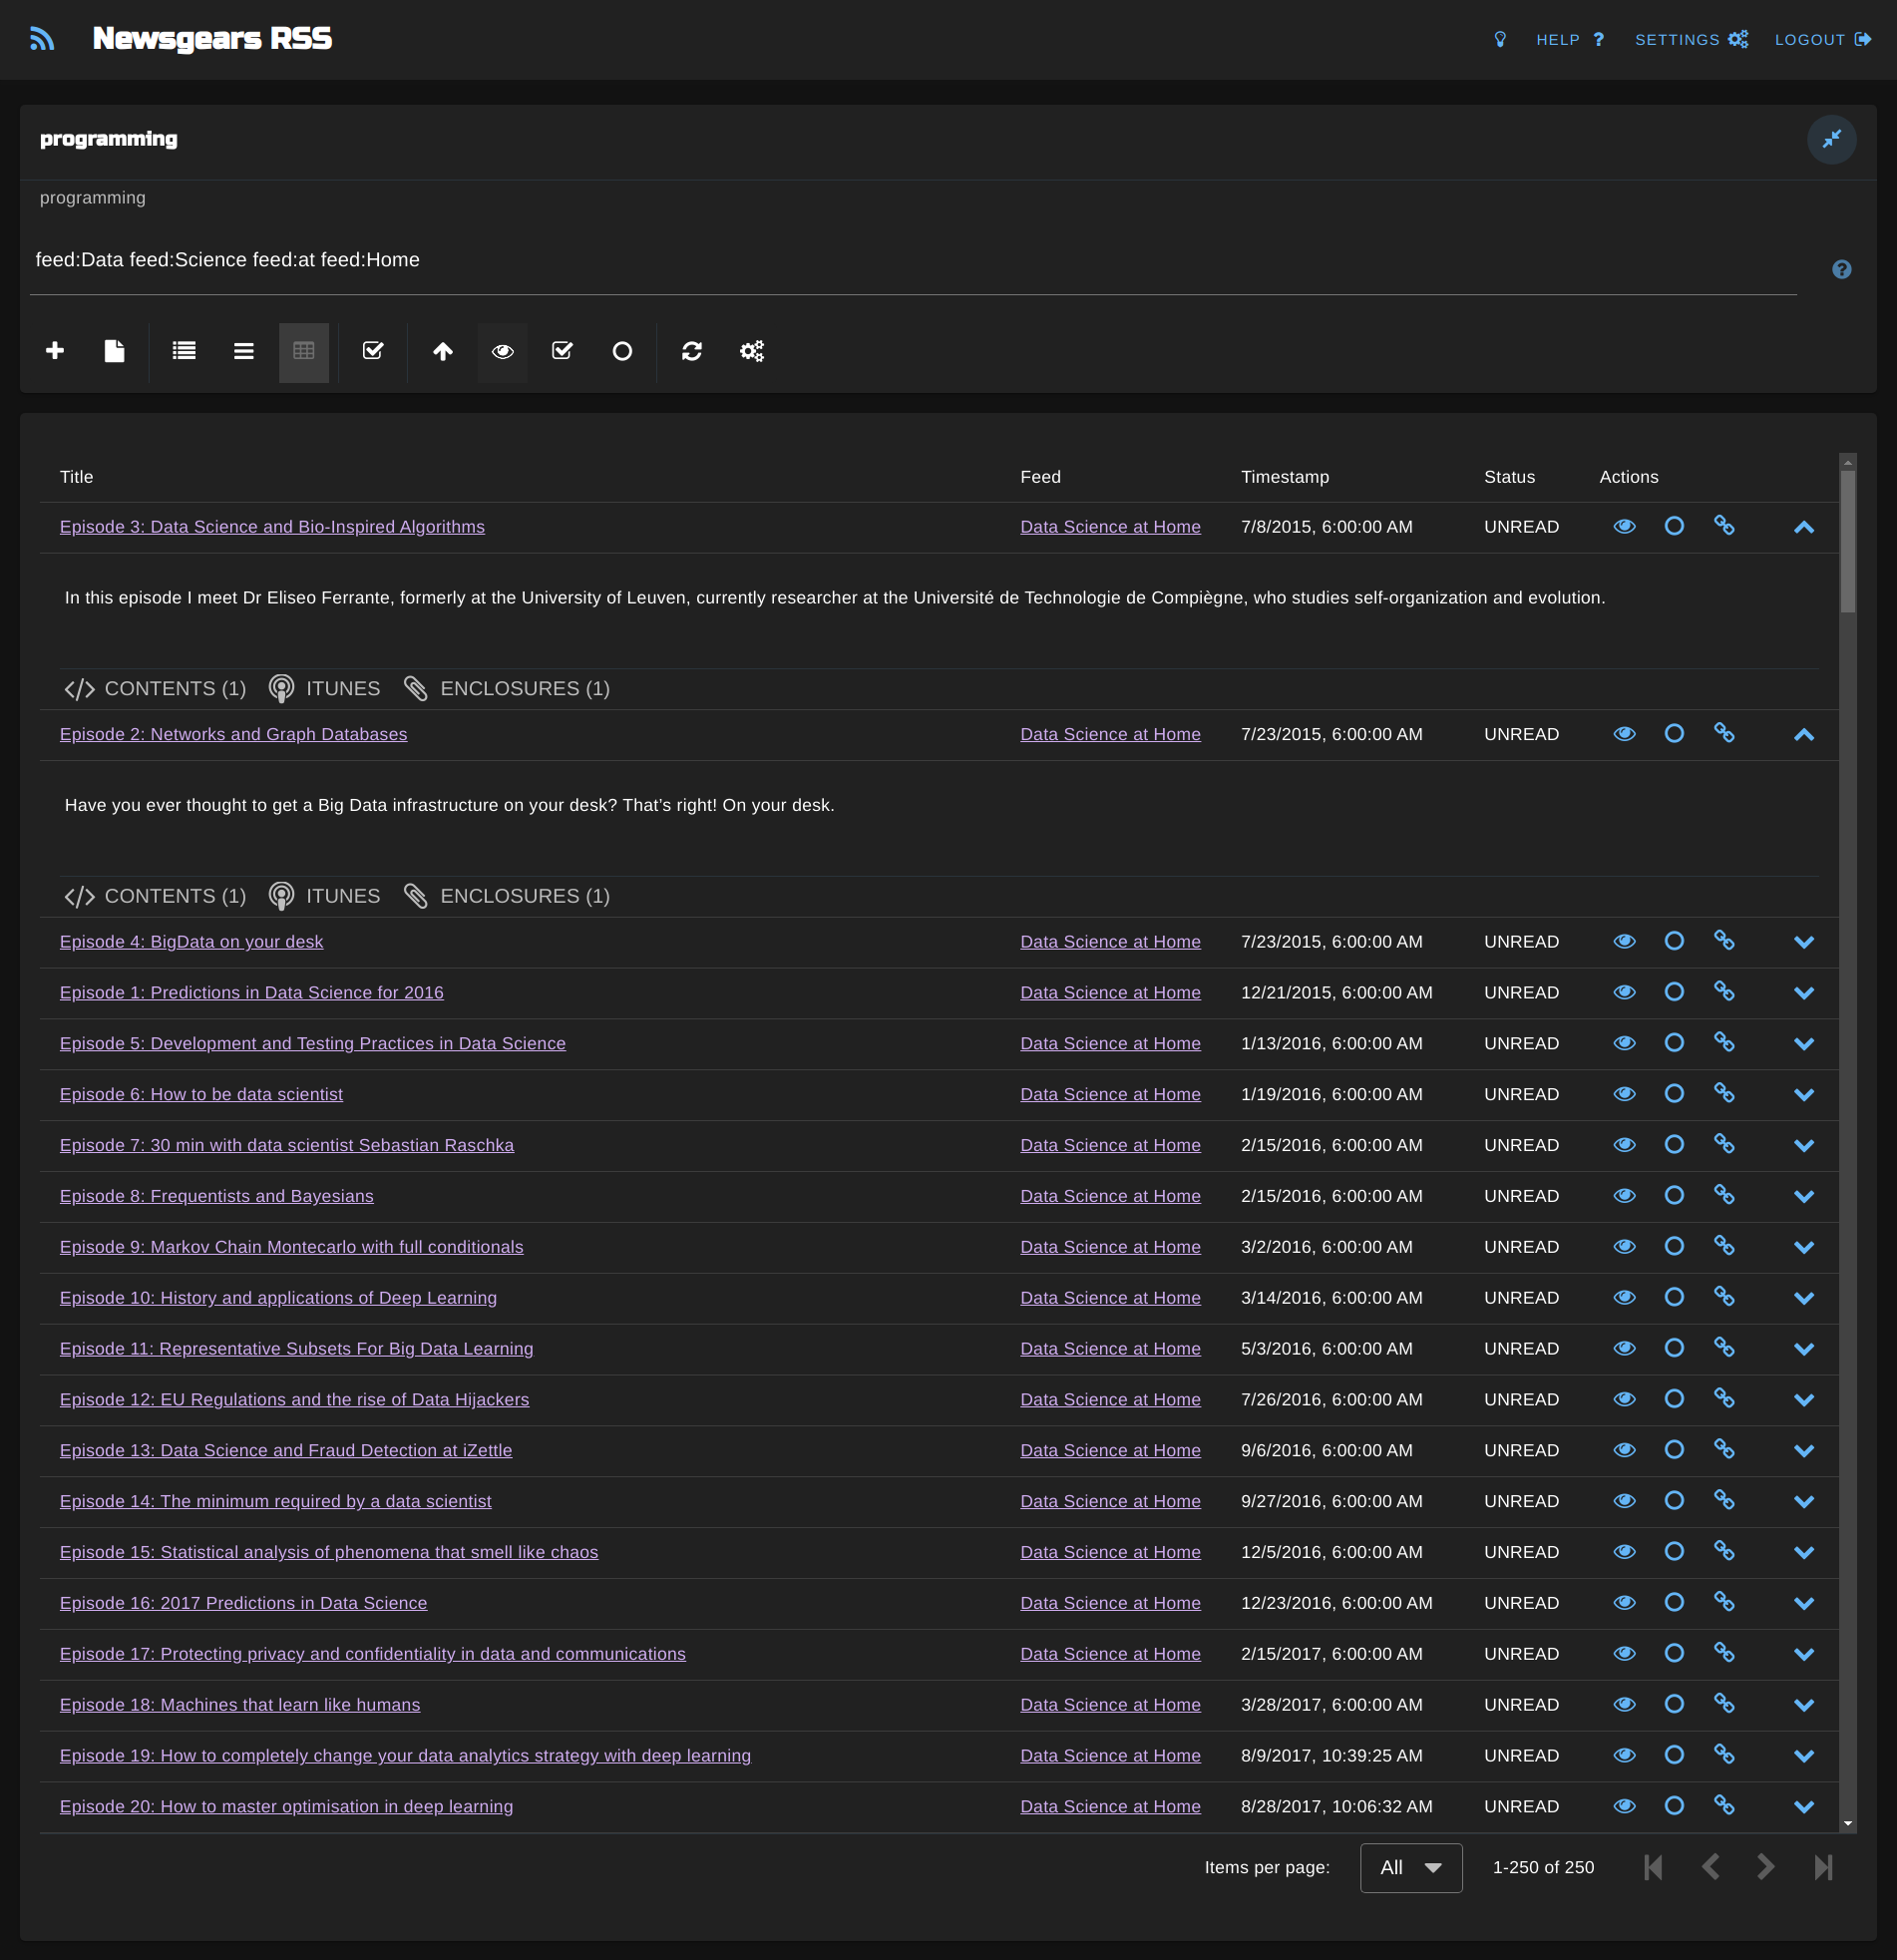 Newsgears RSS
HELP ? SETTINGS LOGOUT
programming
programming
feed:Data feed:Science feed:at feed:Home
Title Feed Timestamp Status Actions
Episode 3: Data Science and Bio-Inspired Algorithms Data Science at Home 7/8/2015, 6:00:00 AM UNREAD
In this episode I meet Dr Eliseo Ferrante, formerly at the University of Leuven, currently researcher at the Université de Technologie de Compiègne, who studies self-organization and evolution.
CONTENTS (1) ITUNES ENCLOSURES (1)
Episode 2: Networks and Graph Databases Data Science at Home 7/23/2015, 6:00:00 AM UNREAD
Have you ever thought to get a Big Data infrastructure on your desk? That’s right! On your desk.
CONTENTS (1) ITUNES ENCLOSURES (1)
Episode 4: BigData on your desk Data Science at Home 7/23/2015, 6:00:00 AM UNREAD
Episode 1: Predictions in Data Science for 2016 Data Science at Home 12/21/2015, 6:00:00 AM UNREAD
Episode 5: Development and Testing Practices in Data Science Data Science at Home 1/13/2016, 6:00:00 AM UNREAD
Episode 6: How to be data scientist Data Science at Home 1/19/2016, 6:00:00 AM UNREAD
Episode 7: 30 min with data scientist Sebastian Raschka Data Science at Home 2/15/2016, 6:00:00 AM UNREAD
Episode 8: Frequentists and Bayesians Data Science at Home 2/15/2016, 6:00:00 AM UNREAD
Episode 9: Markov Chain Montecarlo with full conditionals Data Science at Home 3/2/2016, 6:00:00 AM UNREAD
Episode 10: History and applications of Deep Learning Data Science at Home 3/14/2016, 6:00:00 AM UNREAD
Episode 11: Representative Subsets For Big Data Learning Data Science at Home 5/3/2016, 6:00:00 AM UNREAD
Episode 12: EU Regulations and the rise of Data Hijackers Data Science at Home 7/26/2016, 6:00:00 AM UNREAD
Episode 13: Data Science and Fraud Detection at iZettle Data Science at Home 9/6/2016, 6:00:00 AM UNREAD
Episode 14: The minimum required by a data scientist Data Science at Home 9/27/2016, 6:00:00 AM UNREAD
Episode 15: Statistical analysis of phenomena that smell like chaos Data Science at Home 12/5/2016, 6:00:00 AM UNREAD
Episode 16: 2017 Predictions in Data Science Data Science at Home 12/23/2016, 6:00:00 AM UNREAD
Episode 17: Protecting privacy and confidentiality in data and communications Data Science at Home 2/15/2017, 6:00:00 AM UNREAD
Episode 18: Machines that learn like humans Data Science at Home 3/28/2017, 6:00:00 AM UNREAD
Episode 19: How to completely change your data analytics strategy with deep learning Data Science at Home 8/9/2017, 10:39:25 AM UNREAD
Episode 20: How to master optimisation in deep learning Data Science at Home 8/28/2017, 10:06:32 AM UNREAD
Items per page: All 1-250 of 250